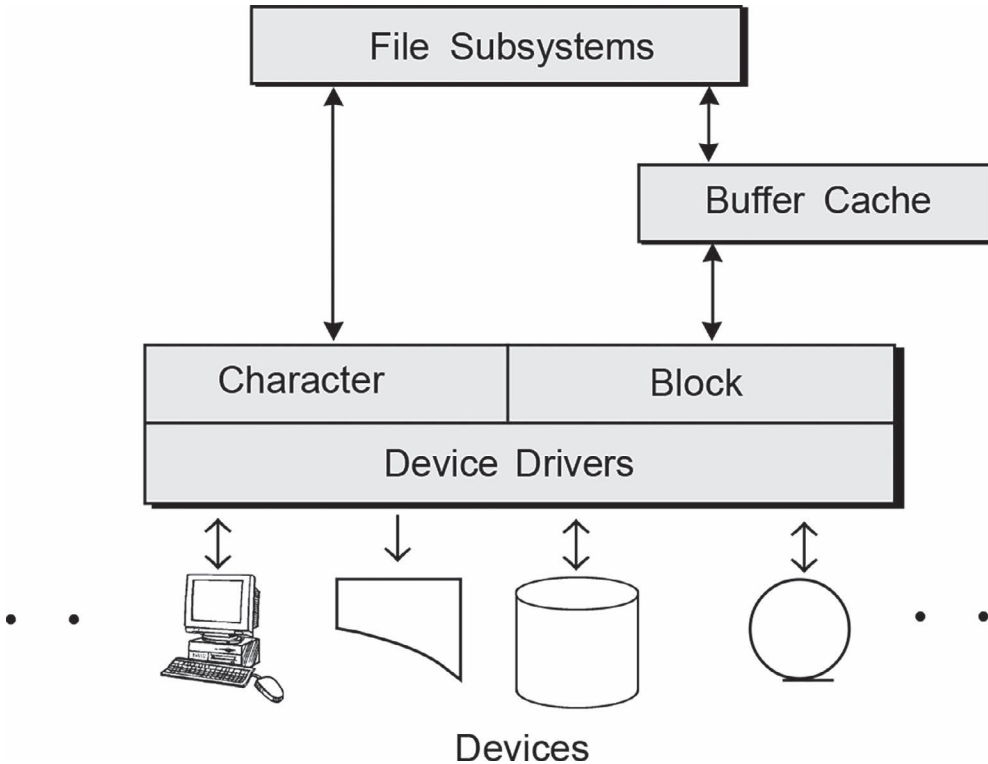 File Subsystems
Buffer Cache
Character
Block
Device Drivers
Devices